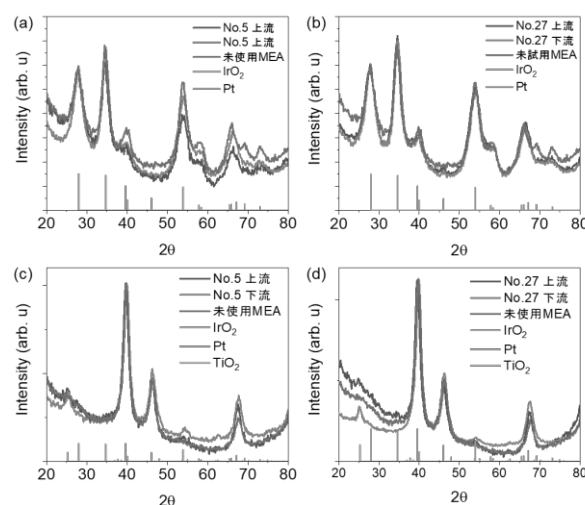 (a)
No.5 上流
No.5 上流
未使用MEA
IrO₂
Pt
Intensity (arb. u)
20 30 40 50 60 70 80
2θ
(b)
No.27 上流
No.27 下流
未試用MEA
IrO₂
Pt
Intensity (arb. u)
20 30 40 50 60 70 80
2θ
(c)
No.5 上流
No.5 下流
未使用MEA
IrO₂
Pt
TiO₂
Intensity (arb. u)
20 30 40 50 60 70 80
2θ
(d)
No.27 上流
No.27 下流
未使用MEA
IrO₂
Pt
TiO₂
Intensity (arb. u)
20 30 40 50 60 70 80
2θ